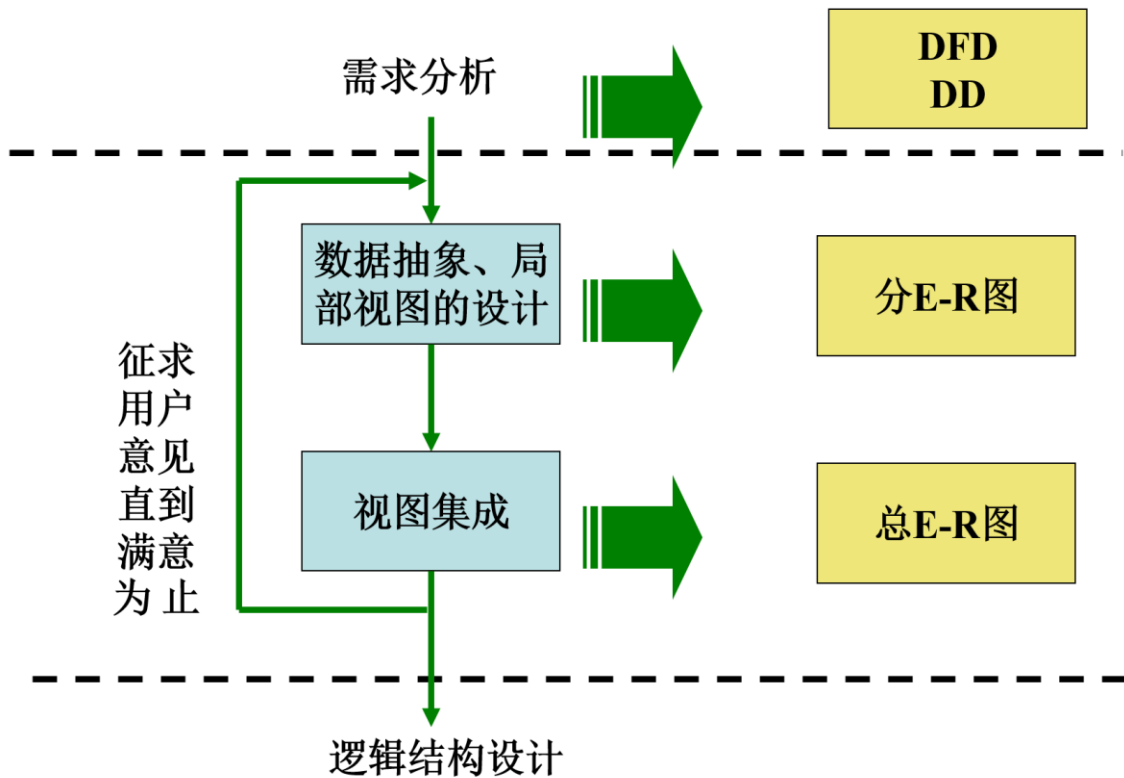 需求分析
DFD
DD
数据抽象、局
部视图的设计
分E-R图
征求
用户
意见
直到
满意
为止
视图集成
总E-R图
逻辑结构设计